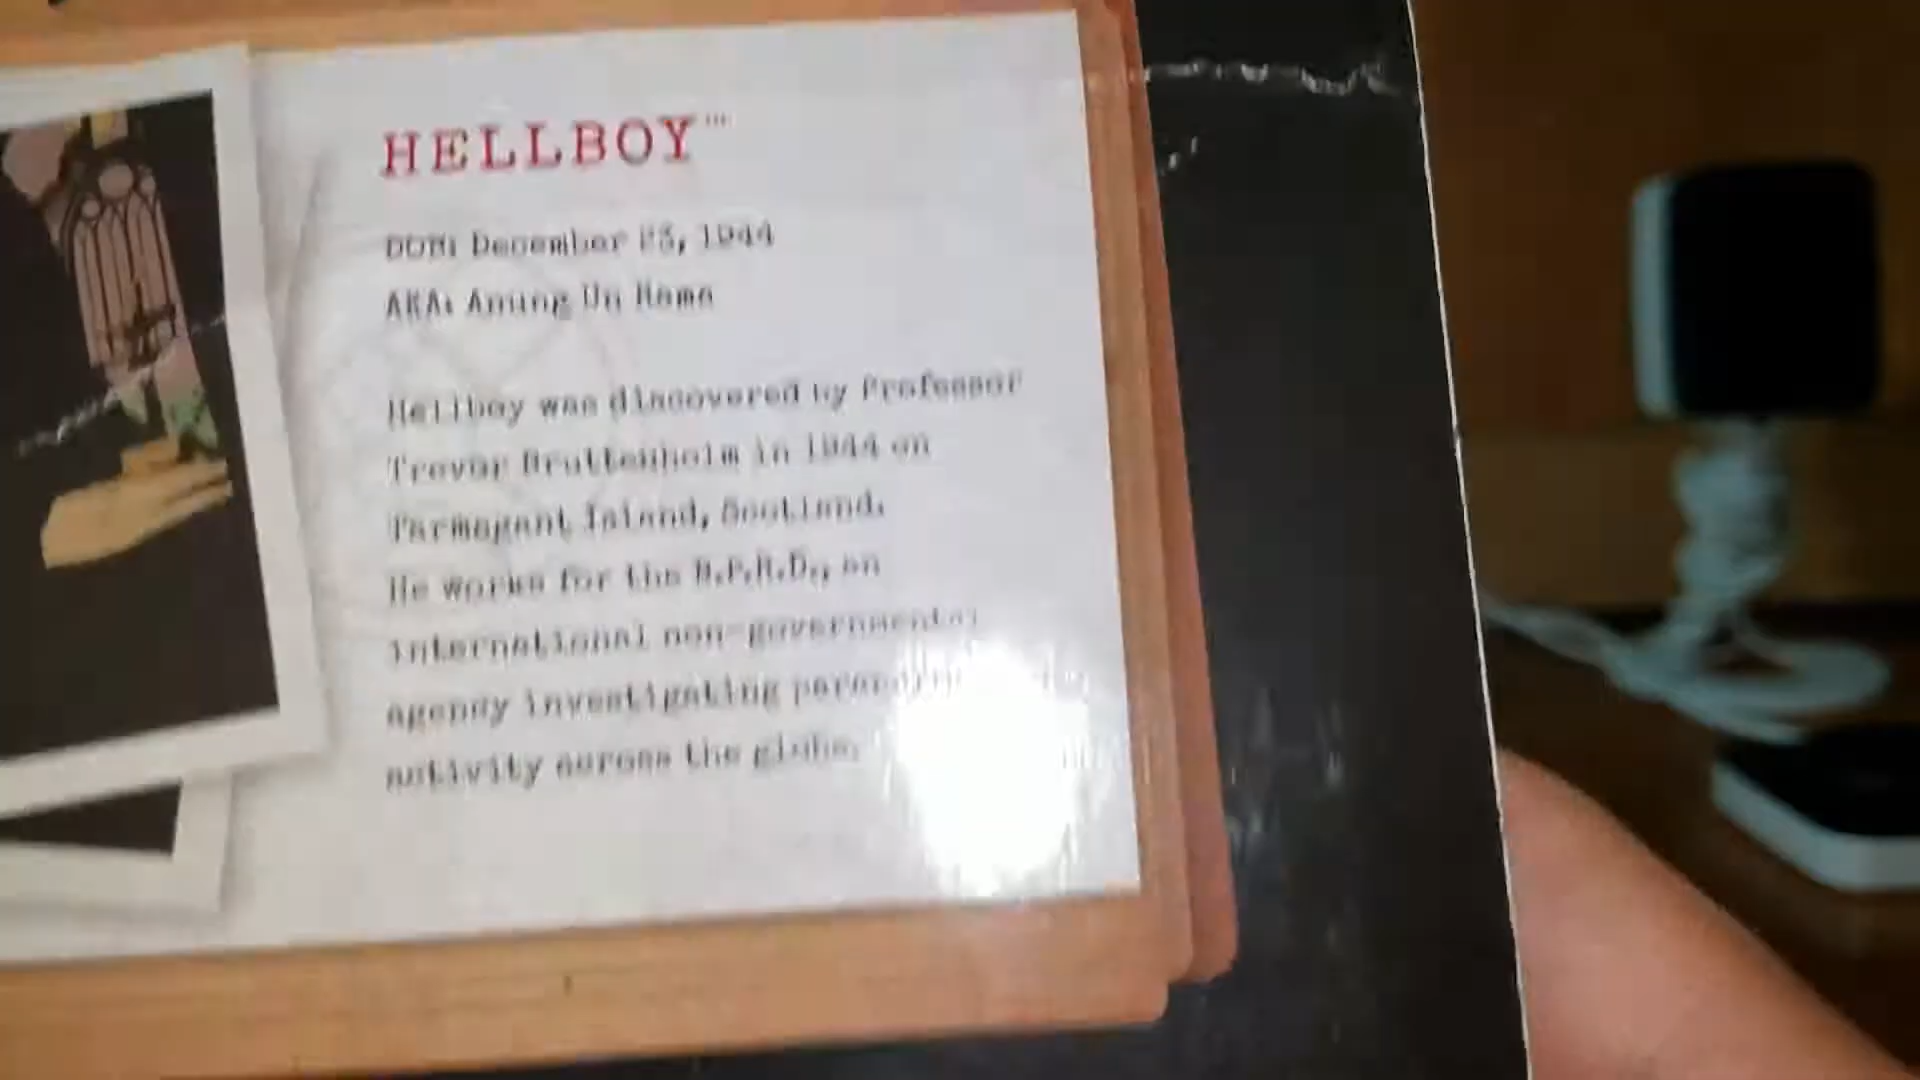 HELLBOY™
DOB: December 23, 1944
AKA: Anung Un Rama
Hellboy was discovered by Professor
Trevor Bruttenholm in 1944 on
Tarmagant Island, Scotland.
He works for the B.P.R.D., an
international non-governmental
agency investigating paranormal
activity across the globe.